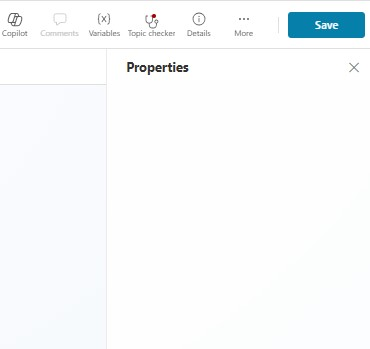 Copilot Comments Variables Topic checker Details More Save
Properties